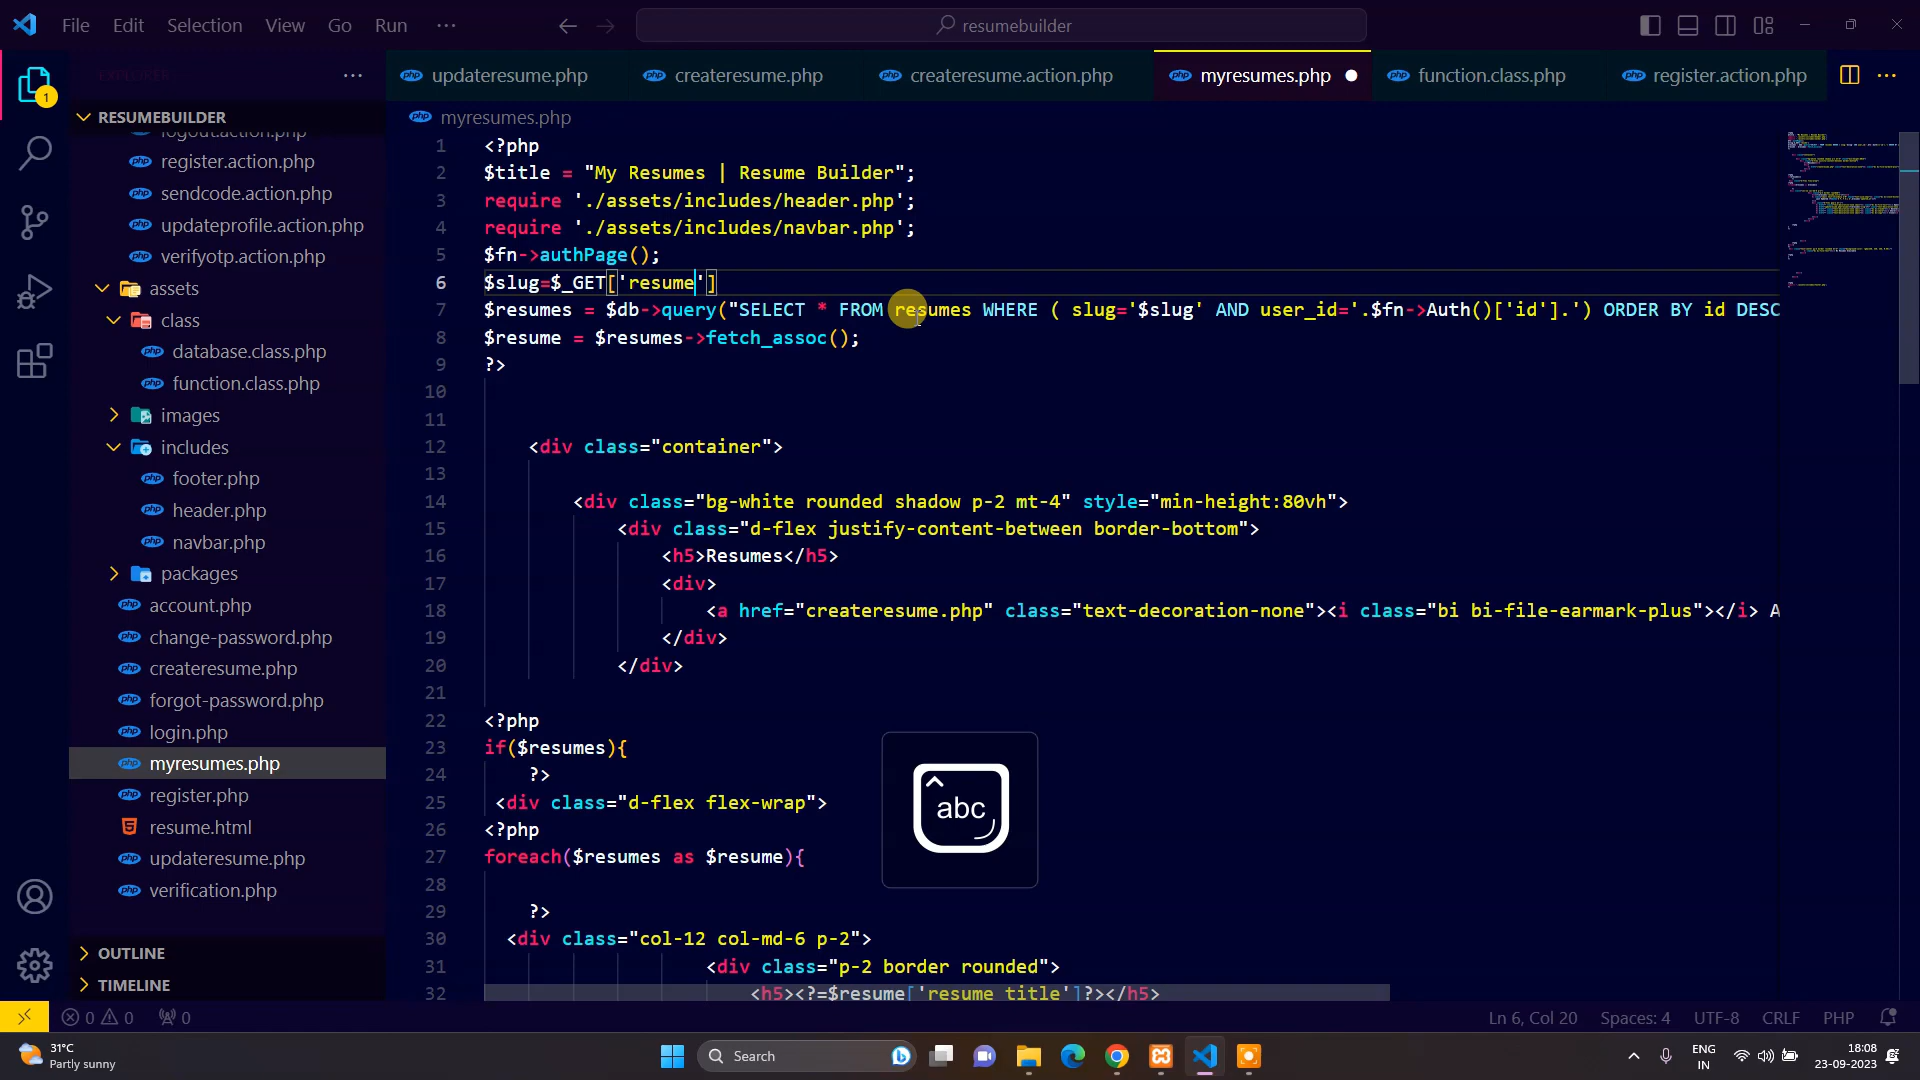 File Edit Selection View Go Run ··· resumebuilder
EXPLORER ···
1
RESUMEBUILDER
logout.action.php
register.action.php
sendcode.action.php
updateprofile.action.php
verifyotp.action.php
assets
class
database.class.php
function.class.php
images
includes
footer.php
header.php
navbar.php
packages
account.php
change-password.php
createresume.php
forgot-password.php
login.php
myresumes.php
register.php
resume.html
updateresume.php
verification.php
OUTLINE
TIMELINE
updateresume.php createresume.php createresume.action.php myresumes.php function.class.php register.action.php ···
myresumes.php
1 <?php
2 $title = "My Resumes | Resume Builder";
3 require './assets/includes/header.php';
4 require './assets/includes/navbar.php';
5 $fn->authPage();
6 $slug=$_GET['resume']
7 $resumes = $db->query("SELECT * FROM resumes WHERE ( slug='$slug' AND user_id='.$fn->Auth()['id'].') ORDER BY id DESC
8 $resume = $resumes->fetch_assoc();
9 ?>
10
11
12 <div class="container">
13
14 <div class="bg-white rounded shadow p-2 mt-4" style="min-height:80vh">
15 <div class="d-flex justify-content-between border-bottom">
16 <h5>Resumes</h5>
17 <div>
18 <a href="createresume.php" class="text-decoration-none"><i class="bi bi-file-earmark-plus"></i> A
19 </div>
20 </div>
21
22 <?php
23 if($resumes){
24 ?>
25 <div class="d-flex flex-wrap">
26 <?php
27 foreach($resumes as $resume){
28
29 ?>
30 <div class="col-12 col-md-6 p-2">
31 <div class="p-2 border rounded">
32 <h5><?=$resume['resume_title']?></h5>
abc
0 0 0 Ln 6, Col 20 Spaces: 4 UTF-8 CRLF PHP
31°C
Partly sunny
Search
ENG
IN
18:08
23-09-2023